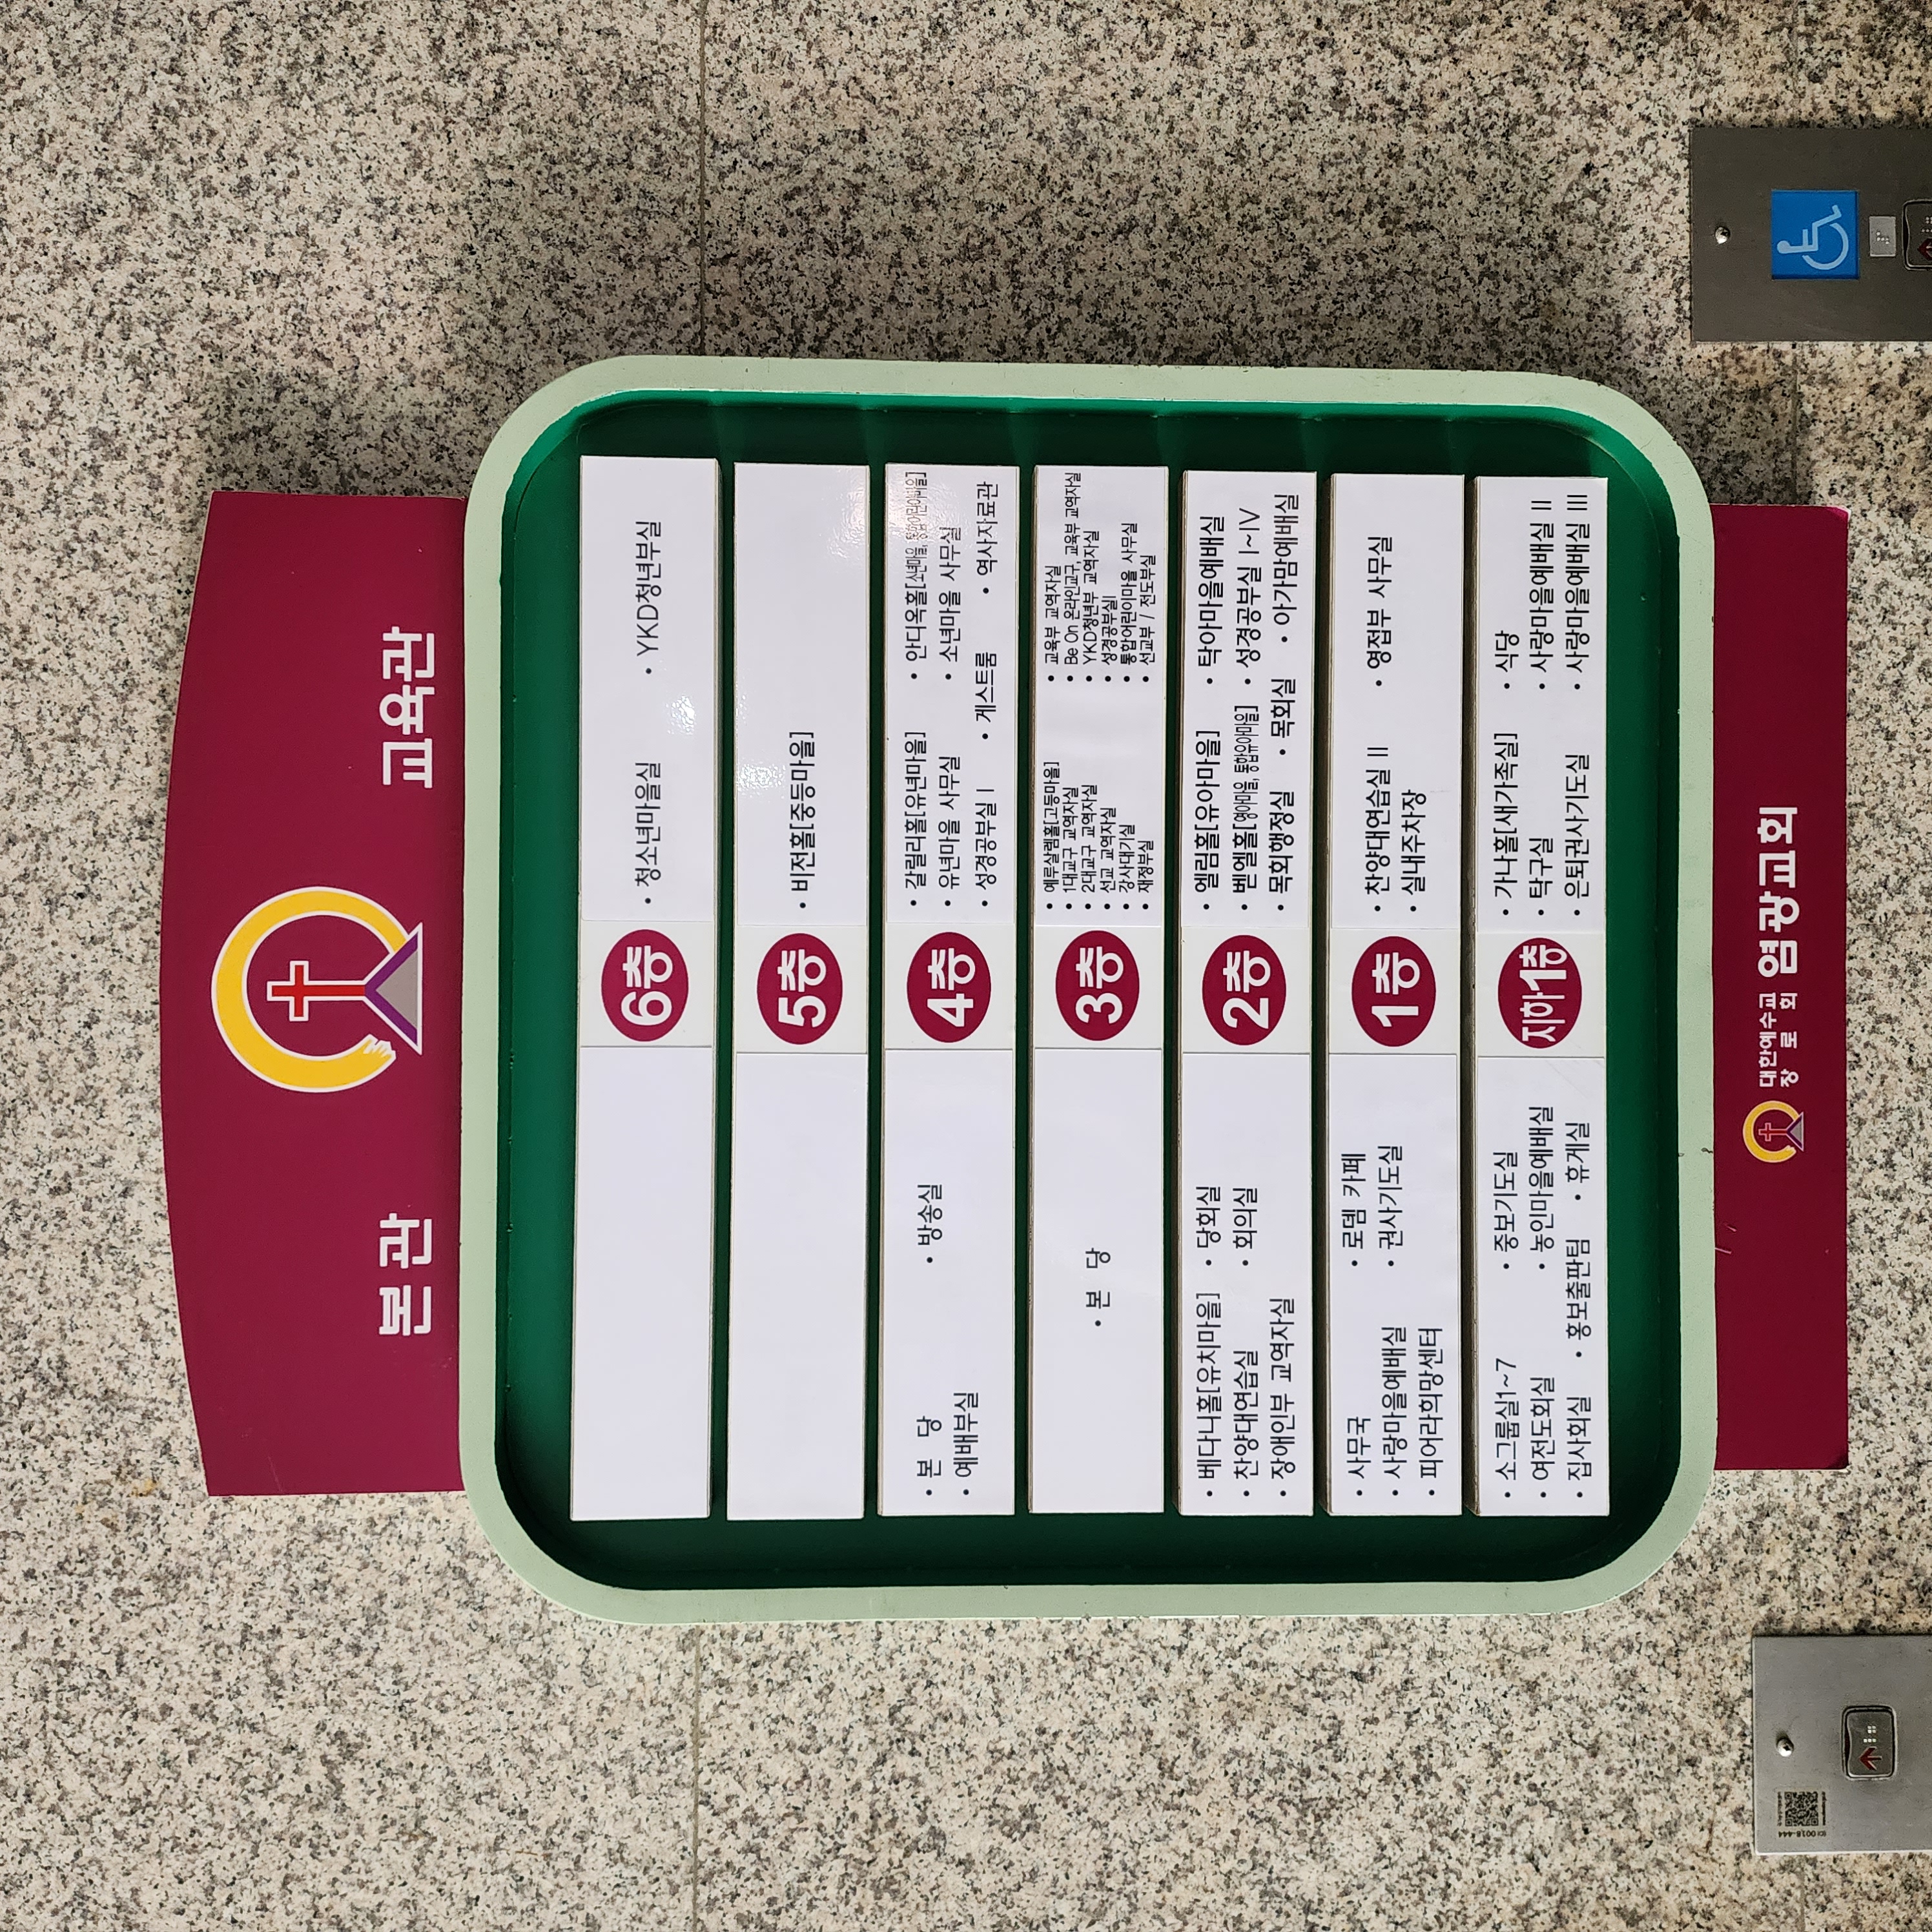 본관 교육관
6층
• 청소년마을실 • YKD청년부실
5층
• 비전홀[중등마을]
• 본 당 • 방송실
• 예배부실
4층
• 갈릴리홀[유년마을] • 안디옥홀[소년마을, 통합어린이마을]
• 유년마을 사무실 • 소년마을 사무실
• 성경공부실 I • 게스트룸 • 역사자료관
• 본 당
3층
• 예루살렘홀[고등마을] • 교육부 교역자실
• 1대교구 교역자실 • Be On 온라인교구, 교육부 교역자실
• 2대교구 교역자실 • YKD청년부 교역자실
• 선교 교역자실 • 성경공부실I
• 강사대기실 • 통합어린이마을 사무실
• 재정부실 • 선교부 / 전도부실
• 베다니홀[유치마을] • 당회실
• 찬양대연습실 • 회의실
• 장애인부 교역자실
2층
• 엘림홀[유아마을] • 탁아마을예배실
• 벧엘홀[영아마을, 통합유아마을] • 성경공부실 I~IV
• 목회행정실 • 목회실 • 아가맘예배실
• 사무국 • 로뎀 카페
• 사랑마을예배실 • 권사기도실
• 피어라희망센터
1층
• 찬양대연습실 II • 영접부 사무실
• 실내주차장
• 소그룹실1~7 • 중보기도실
• 여전도회실 • 농인마을예배실
• 집사회실 • 홍보출판팀 • 휴게실
지하1층
• 가나홀[새가족실] • 식당
• 탁구실 • 사랑마을예배실 II
• 은퇴권사기도실 • 사랑마을예배실 III
대한예수교
장로회 염광교회